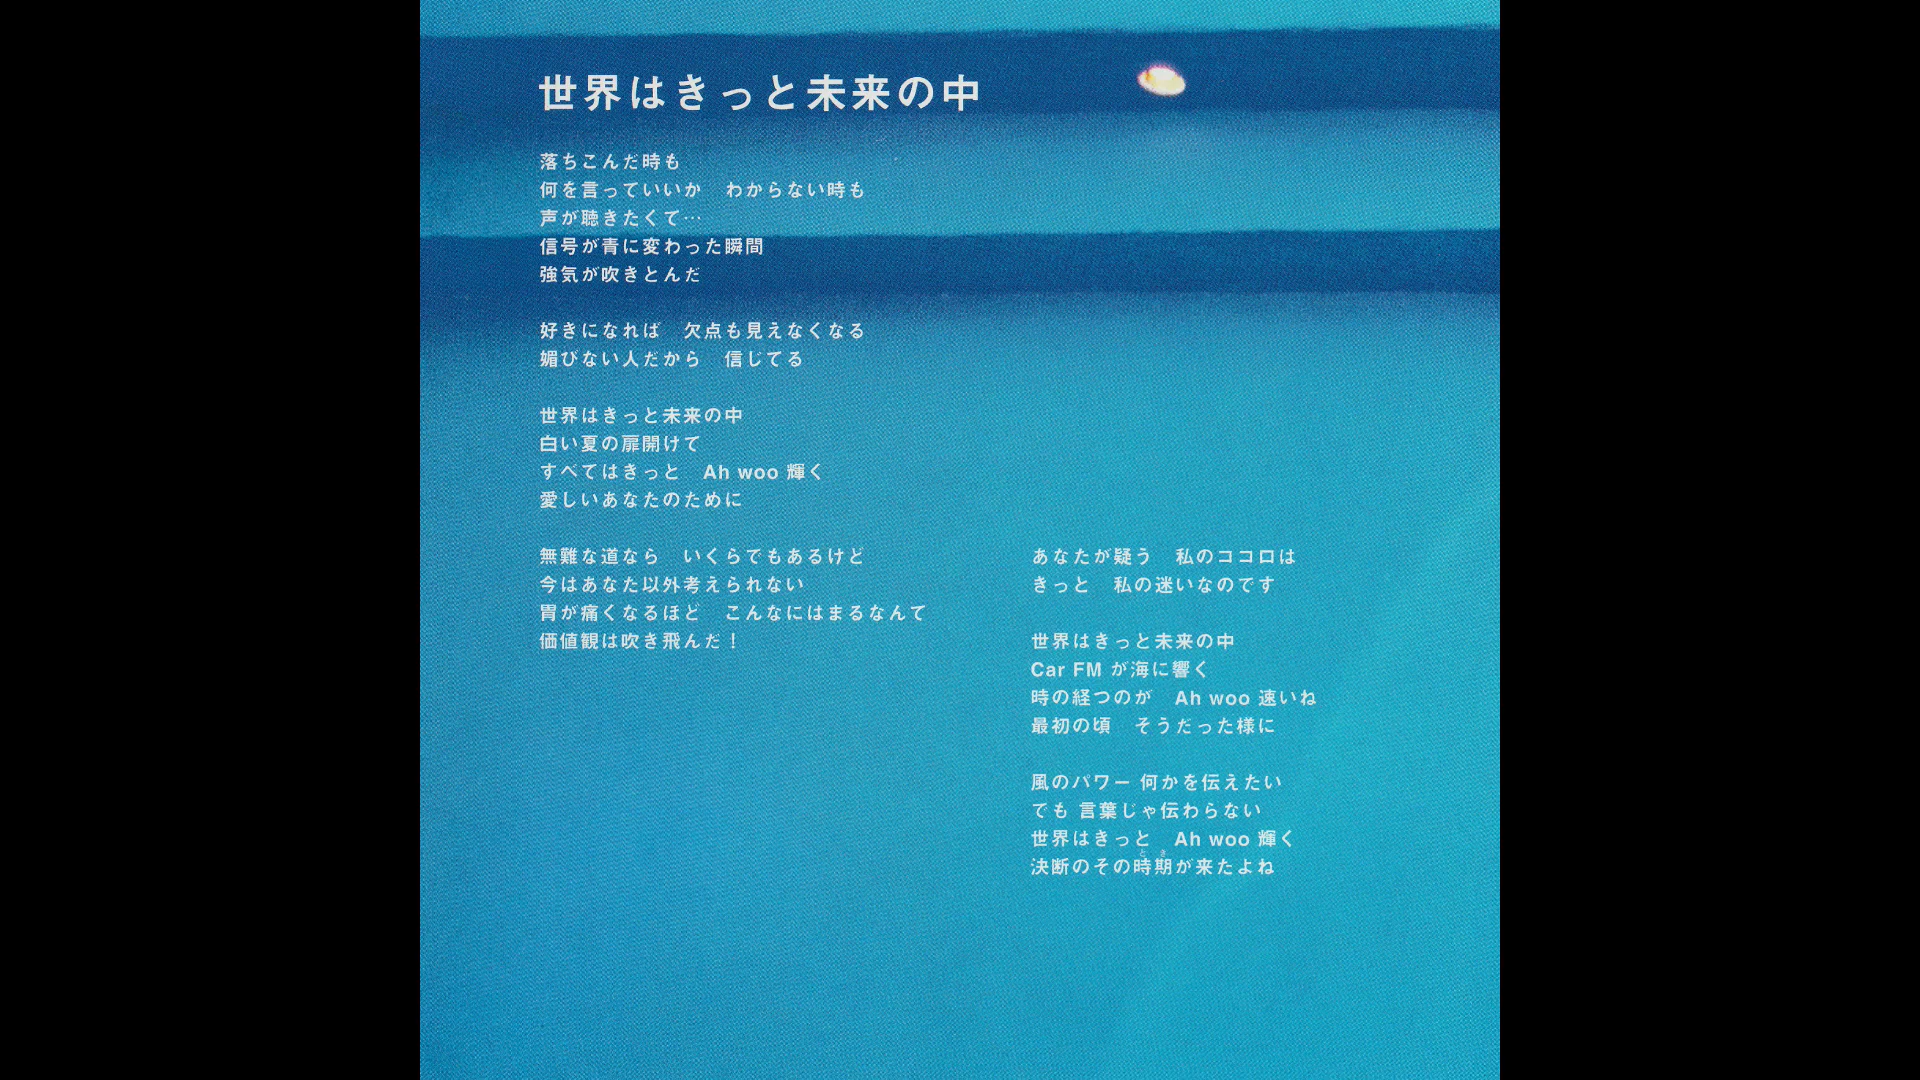 世界はきっと未来の中
落ちこんだ時も
何を言っていいか　わからない時も
声が聴きたくて…
信号が青に変わった瞬間
強気が吹きとんだ
好きになれば　欠点も見えなくなる
媚びない人だから　信じてる
世界はきっと未来の中
白い夏の扉開けて
すべてはきっと　Ah woo 輝く
愛しいあなたのために
無難な道なら　いくらでもあるけど
今はあなた以外考えられない
胃が痛くなるほど　こんなにはまるなんて
価値観は吹き飛んだ！
あなたが疑う　私のココロは
きっと　私の迷いなのです
世界はきっと未来の中
Car FM が海に響く
時の経つのが　Ah woo 速いね
最初の頃　そうだった様に
風のパワー 何かを伝えたい
でも 言葉じゃ伝わらない
世界はきっと　Ah woo 輝く
とき
決断のその時期が来たよね